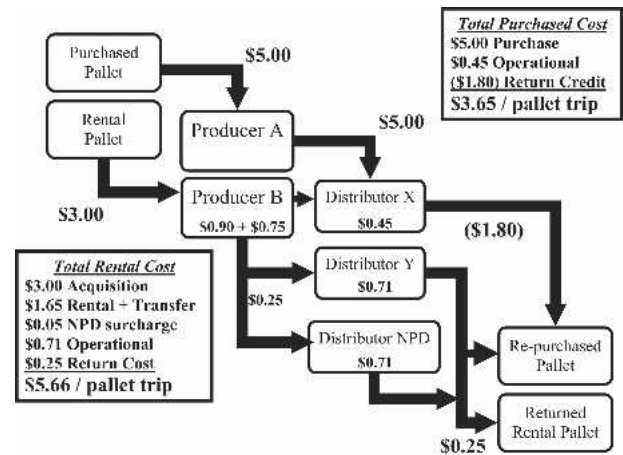 Purchased
Pallet
$5.00
Total Purchased Cost
$5.00 Purchase
$0.45 Operational
($1.80) Return Credit
$3.65 / pallet trip
Rental
Pallet
Producer A
$5.00
$3.00
Producer B
$0.90 + $0.75
Distributor X
$0.45
($1.80)
Total Rental Cost
$3.00 Acquisition
$1.65 Rental + Transfer
$0.05 NPD surcharge
$0.71 Operational
$0.25 Return Cost
$5.66 / pallet trip
$0.25
Distributor Y
$0.71
Distributor NPD
$0.71
Re-purchased
Pallet
Returned
Rental Pallet
$0.25